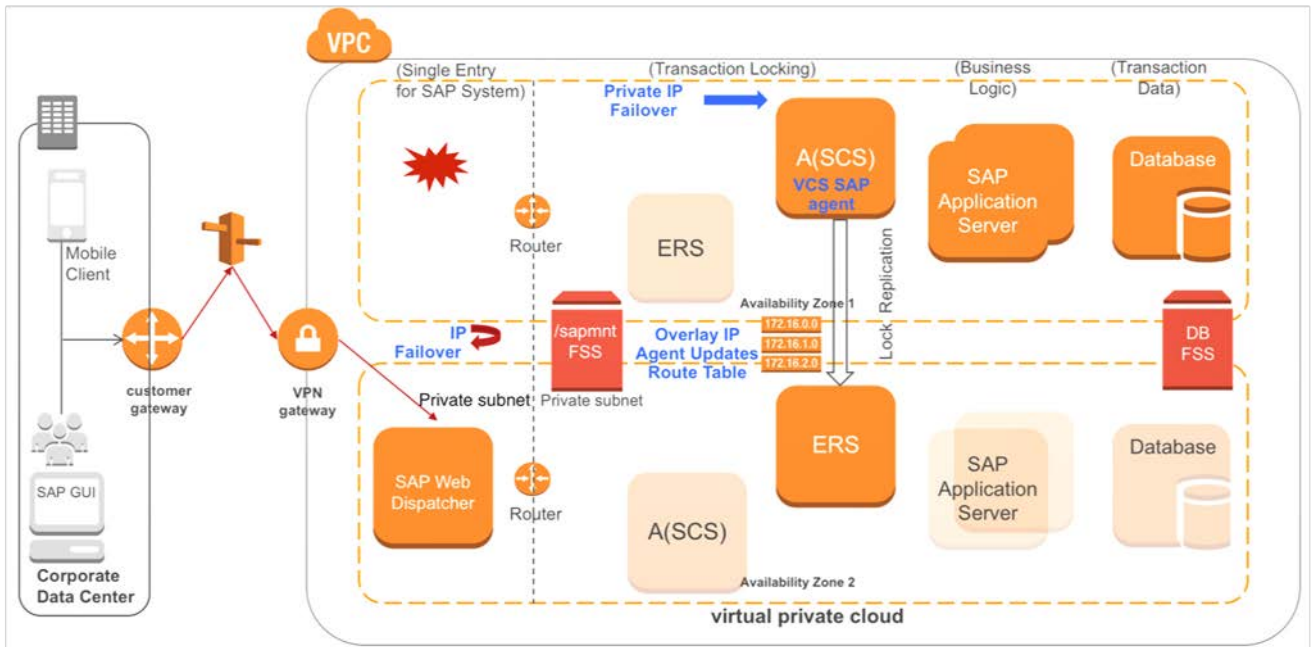 VPC
(Single Entry
for SAP System)
(Transaction Locking)
(Business
Logic)
(Transaction
Data)
Private IP
Failover
A(SCS)
VCS SAP
agent
SAP
Application
Server
Database
Mobile
Client
Router
ERS
Lock Replication
Availability Zone 1
172.16.0.0
172.16.1.0
172.16.2.0
IP
Failover
/sapmnt
FSS
Overlay IP
Agent Updates
Route Table
DB
FSS
customer
gateway
VPN
gateway
Private subnet
Private subnet
SAP Web
Dispatcher
ERS
SAP
Application
Server
Database
SAP GUI
Router
A(SCS)
Corporate
Data Center
Availability Zone 2
virtual private cloud